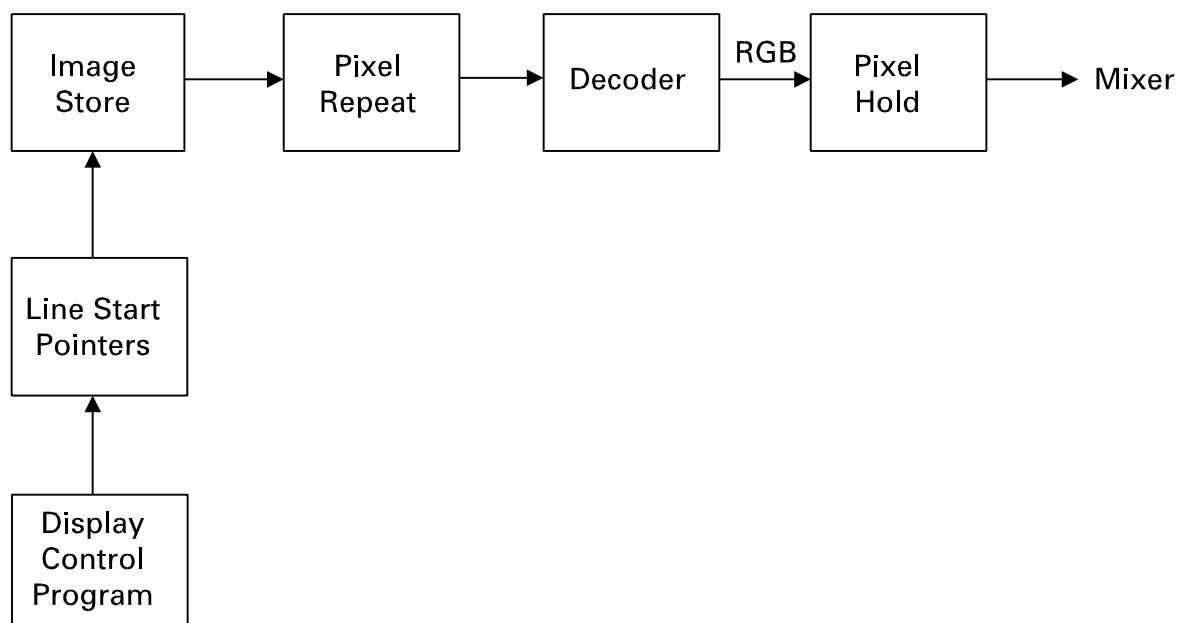 Image
Store
Pixel
Repeat
Decoder
RGB
Pixel
Hold
Mixer
Line Start
Pointers
Display
Control
Program